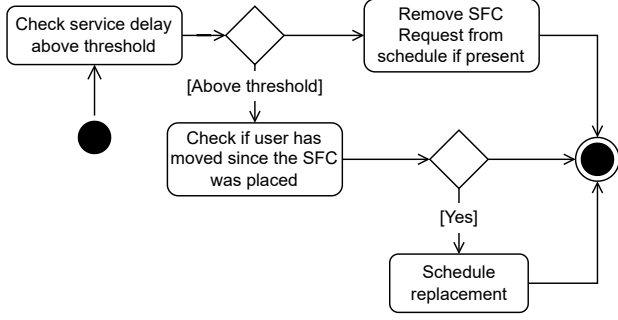 Check service delay
above threshold
Remove SFC
Request from
schedule if present
[Above threshold]
Check if user has
moved since the SFC
was placed
[Yes]
Schedule
replacement